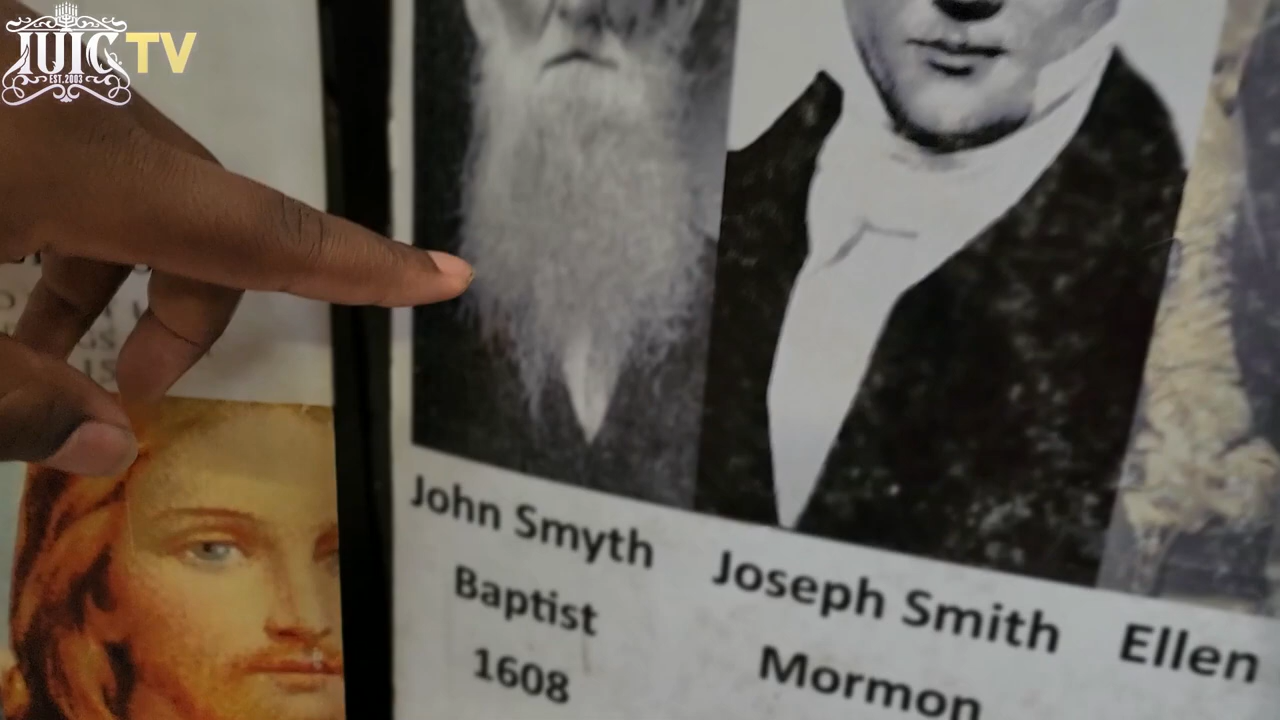 IUIC TV
EST. 2003
John Smyth
Baptist
1608
Joseph Smith
Mormon
Ellen